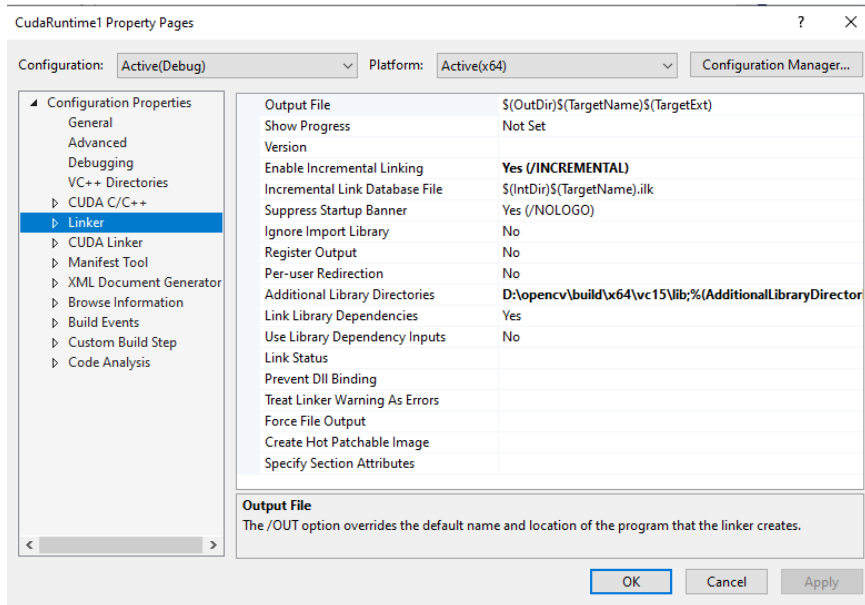 CudaRuntime1 Property Pages
Configuration: Active(Debug) Platform: Active(x64) Configuration Manager...
Configuration Properties
General
Advanced
Debugging
VC++ Directories
CUDA C/C++
Linker
CUDA Linker
Manifest Tool
XML Document Generator
Browse Information
Build Events
Custom Build Step
Code Analysis
Output File $(OutDir)$(TargetName)$(TargetExt)
Show Progress Not Set
Version
Enable Incremental Linking Yes (/INCREMENTAL)
Incremental Link Database File $(IntDir)$(TargetName).ilk
Suppress Startup Banner Yes (/NOLOGO)
Ignore Import Library No
Register Output No
Per-user Redirection No
Additional Library Directories D:\opencv\build\x64\vc15\lib;%(AdditionalLibraryDirectori
Link Library Dependencies Yes
Use Library Dependency Inputs No
Link Status
Prevent Dll Binding
Treat Linker Warning As Errors
Force File Output
Create Hot Patchable Image
Specify Section Attributes
Output File
The /OUT option overrides the default name and location of the program that the linker creates.
OK Cancel Apply